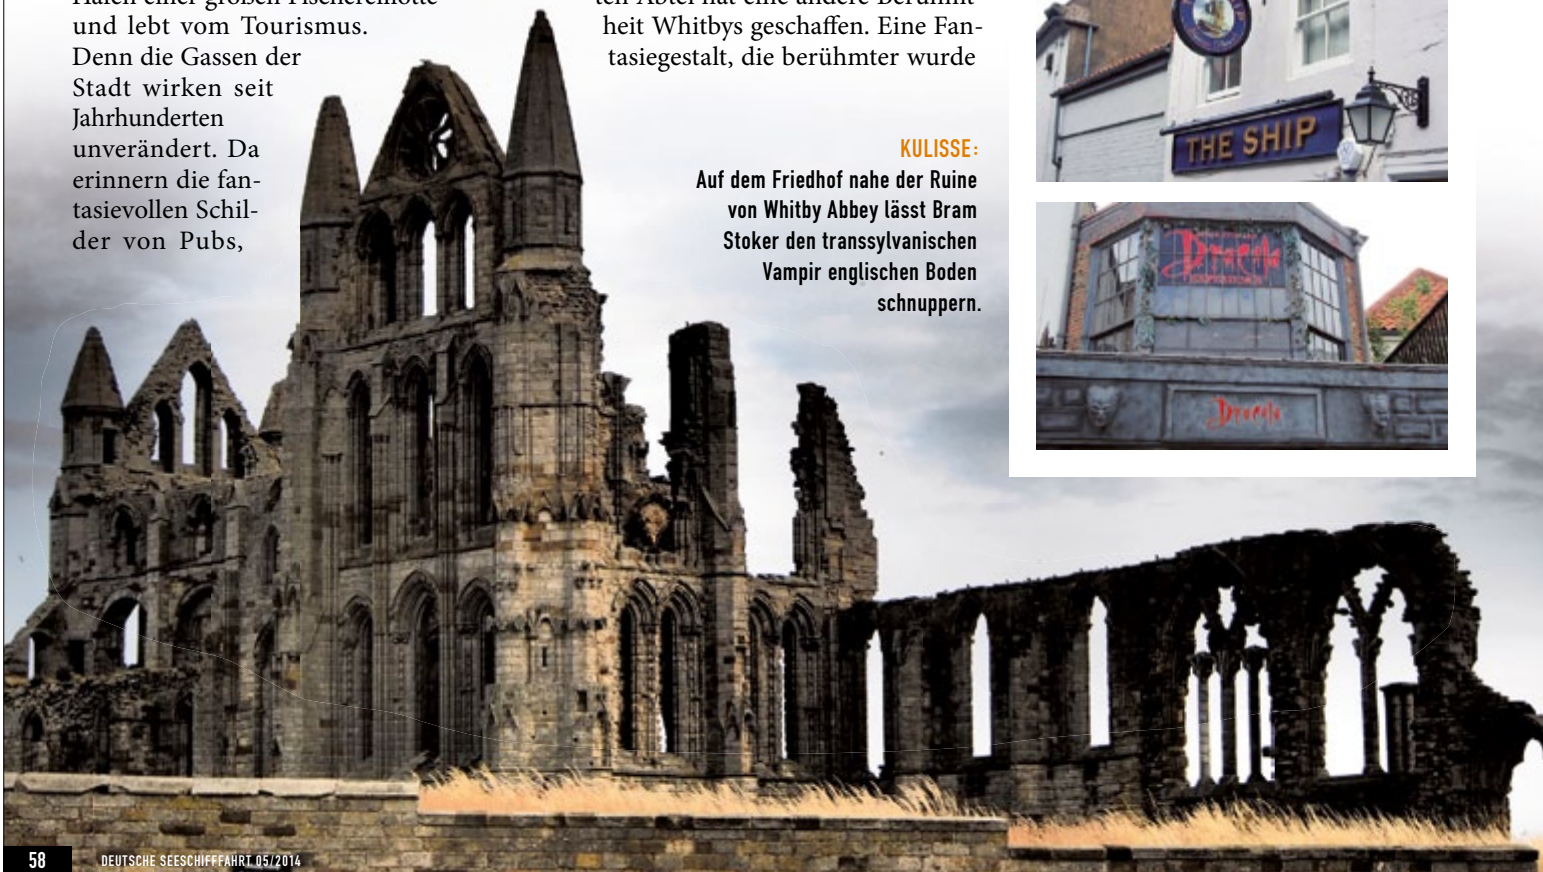 und lebt vom Tourismus.
Denn die Gassen der
Stadt wirken seit
Jahrhunderten
unverändert. Da
erinnern die fan-
tasievollen Schil-
der von Pubs,
heit Whitbys geschaffen. Eine Fan-
tasiegestalt, die berühmter wurde
KULISSE:
Auf dem Friedhof nahe der Ruine
von Whitby Abbey lässt Bram
Stoker den transsylvanischen
Vampir englischen Boden
schnuppern.
THE SHIP
Dracula
Dracula
58
DEUTSCHE SEESCHIFFFAHRT 05/2014